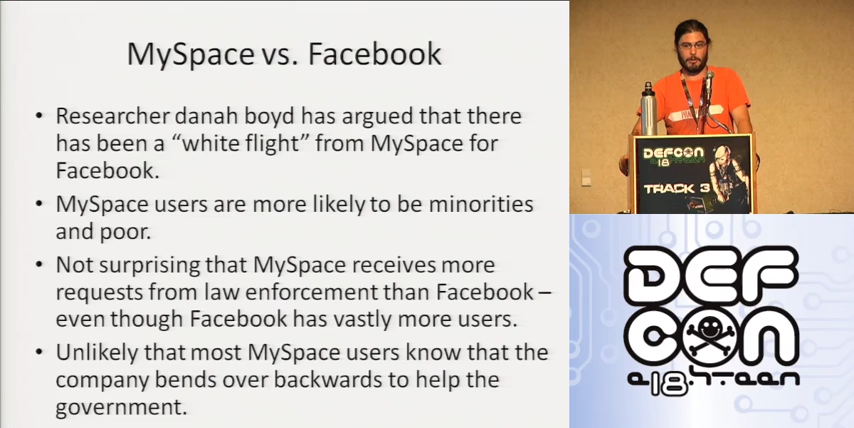 MySpace vs. Facebook
• Researcher danah boyd has argued that there
has been a “white flight” from MySpace for
Facebook.
• MySpace users are more likely to be minorities
and poor.
• Not surprising that MySpace receives more
requests from law enforcement than Facebook –
even though Facebook has vastly more users.
• Unlikely that most MySpace users know that the
company bends over backwards to help the
government.
DEFCON
18
TRACK 3
DEF
CON
e18hteen